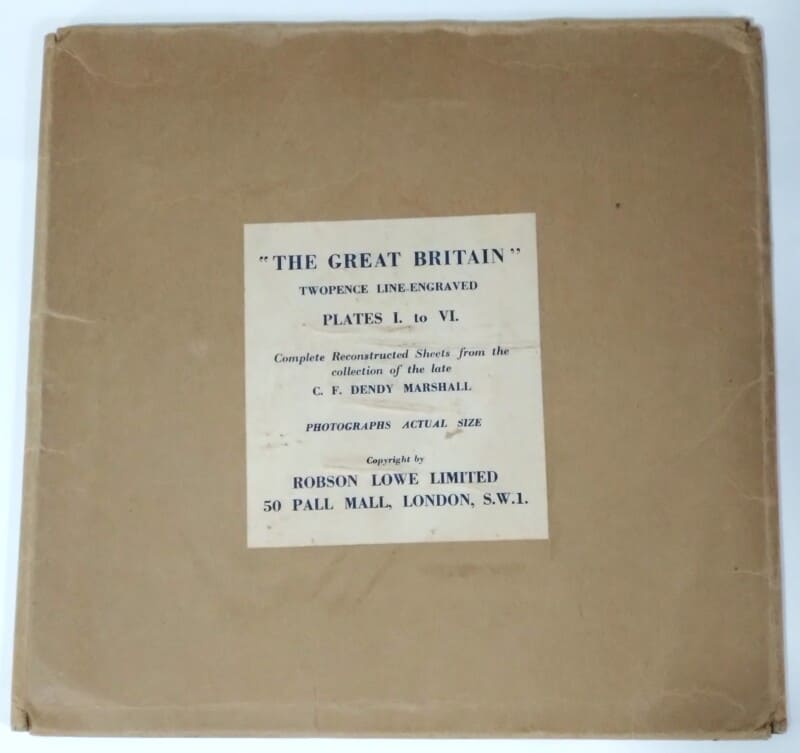 "THE GREAT BRITAIN"
TWOPENCE LINE-ENGRAVED
PLATES I. to VI.
Complete Reconstructed Sheets from the
collection of the late
C. F. DENDY MARSHALL
PHOTOGRAPHS ACTUAL SIZE
Copyright by
ROBSON LOWE LIMITED
50 PALL MALL, LONDON, S.W.1.